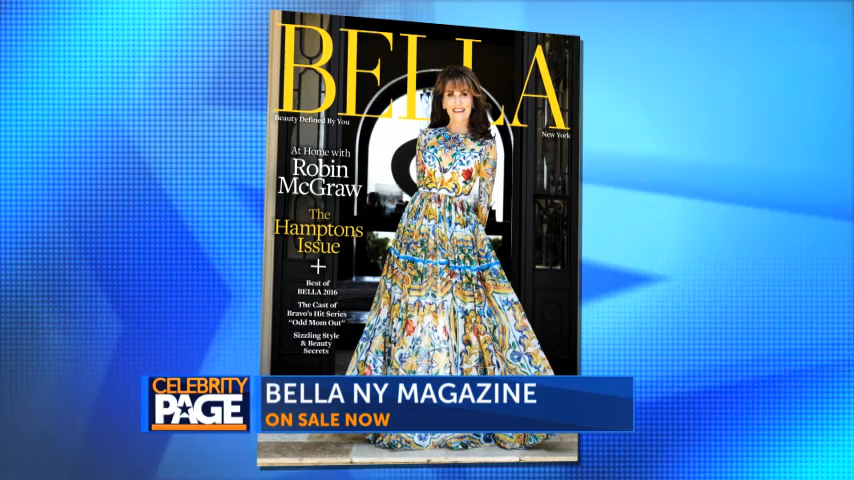 BELLA
Beauty Defined By You
New York
At Home with
Robin
McGraw
The
Hamptons
Issue
+
Best of
BELLA 2016
The Cast of
Bravo's Hit Series
"Odd Mom Out"
Sizzling Style
& Beauty
Secrets
CELEBRITY
PAGE
BELLA NY MAGAZINE
ON SALE NOW